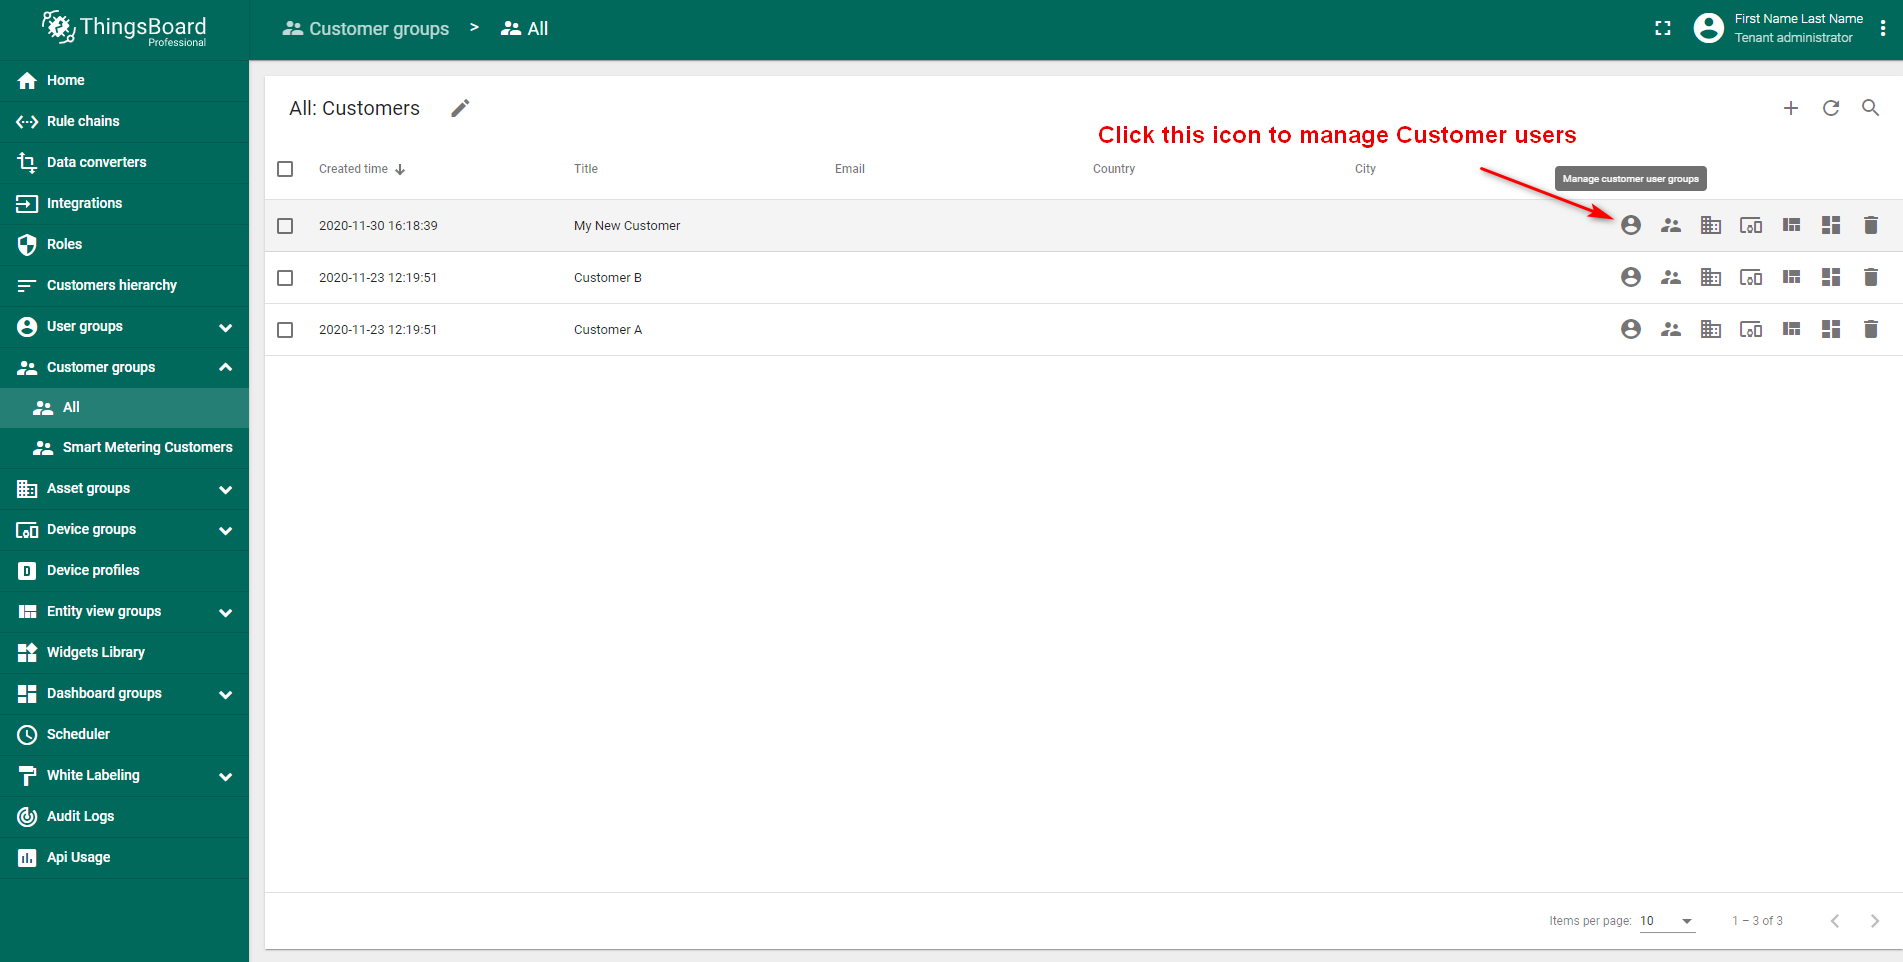 ThingsBoard
Professional
Customer groups > All
First Name Last Name
Tenant administrator
Home
Rule chains
Data converters
Integrations
Roles
Customers hierarchy
User groups
Customer groups
All
Smart Metering Customers
Asset groups
Device groups
Device profiles
Entity view groups
Widgets Library
Dashboard groups
Scheduler
White Labeling
Audit Logs
Api Usage
All: Customers
Click this icon to manage Customer users
Created time Title Email Country City
Manage customer user groups
2020-11-30 16:18:39 My New Customer
2020-11-23 12:19:51 Customer B
2020-11-23 12:19:51 Customer A
Items per page: 10 1 – 3 of 3